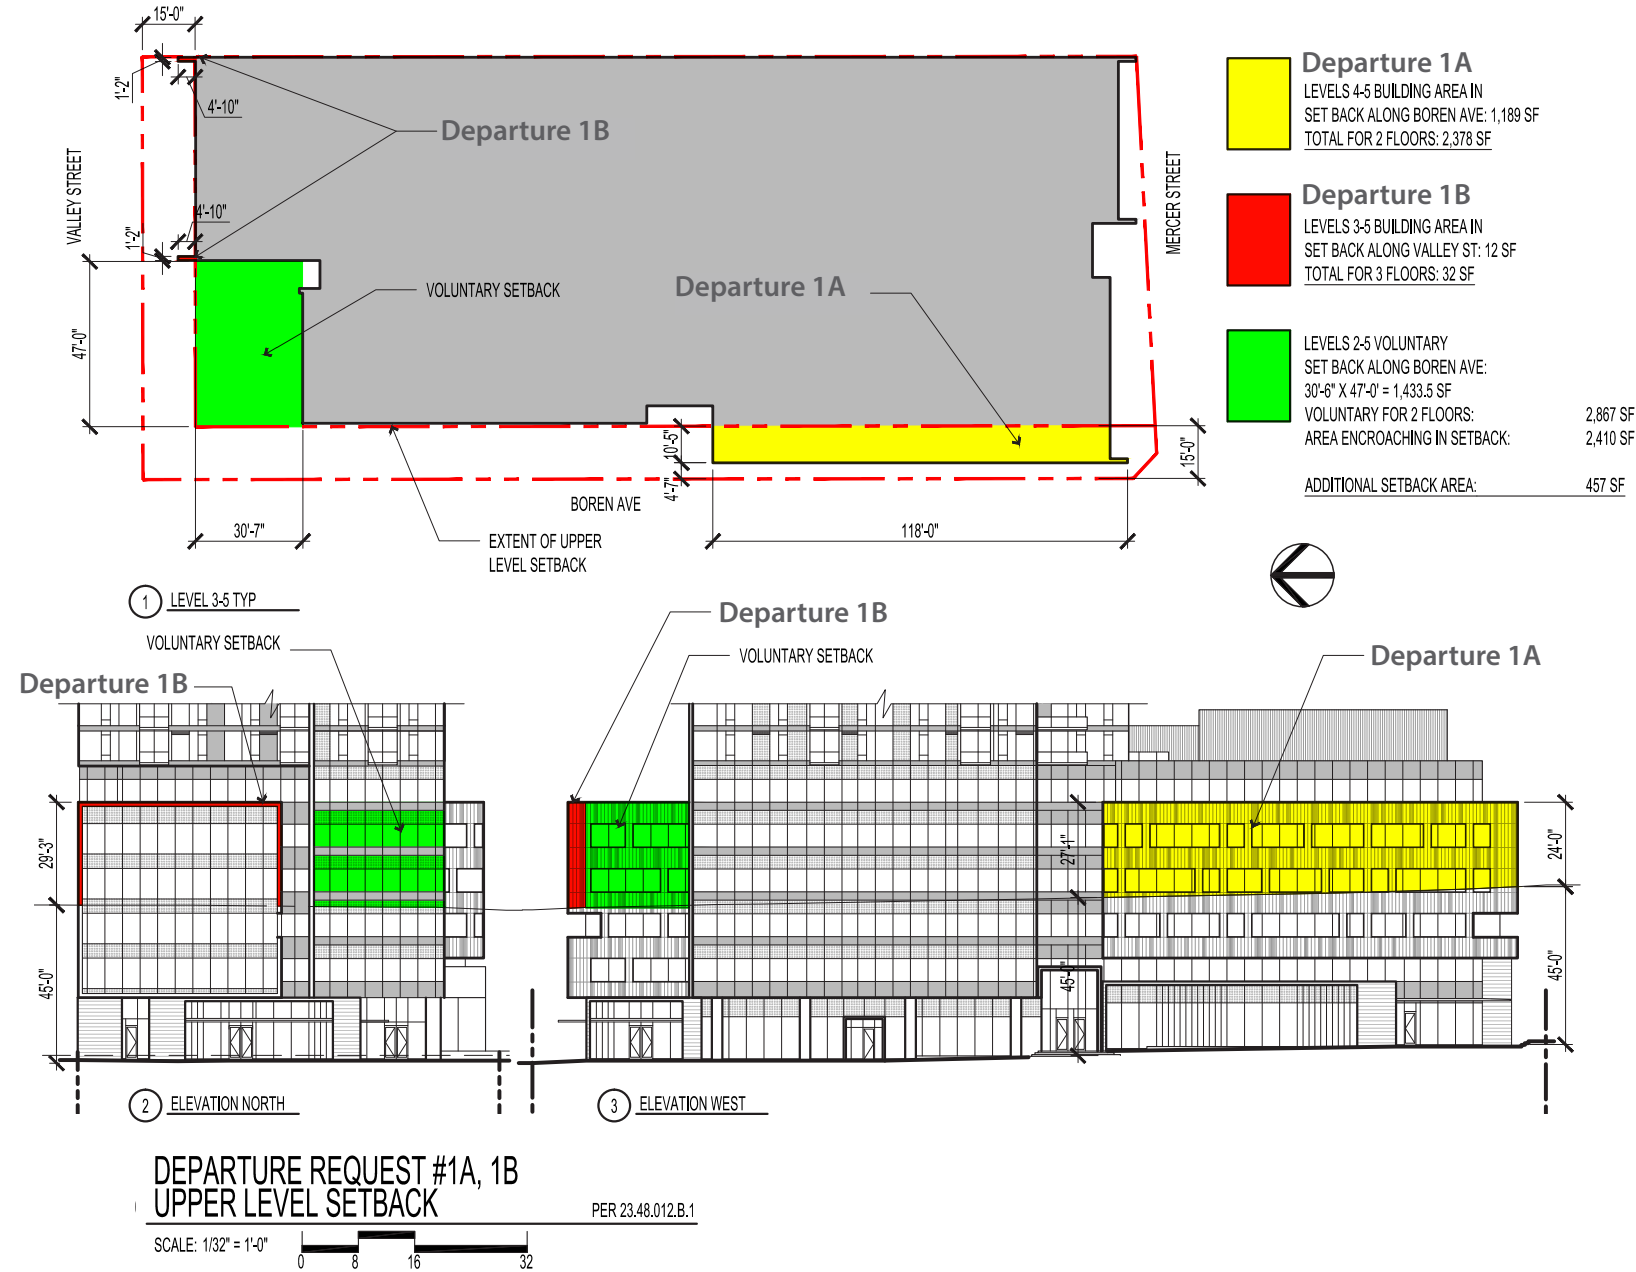 15'-0"
1'-2"
4'-10"
Departure 1B
VALLEY STREET
4'-10"
1'-2"
47'-0"
VOLUNTARY SETBACK
Departure 1A
MERCER STREET
10'-5"
4'-7"
15'-0"
BOREN AVE
30'-7"
118'-0"
EXTENT OF UPPER
LEVEL SETBACK
1 LEVEL 3-5 TYP
Departure 1A
LEVELS 4-5 BUILDING AREA IN
SET BACK ALONG BOREN AVE: 1,189 SF
TOTAL FOR 2 FLOORS: 2,378 SF
Departure 1B
LEVELS 3-5 BUILDING AREA IN
SET BACK ALONG VALLEY ST: 12 SF
TOTAL FOR 3 FLOORS: 32 SF
LEVELS 2-5 VOLUNTARY
SET BACK ALONG BOREN AVE:
30'-6" X 47'-0' = 1,433.5 SF
VOLUNTARY FOR 2 FLOORS: 2,867 SF
AREA ENCROACHING IN SETBACK: 2,410 SF
ADDITIONAL SETBACK AREA: 457 SF
VOLUNTARY SETBACK
Departure 1B
29'-3"
45'-0"
2 ELEVATION NORTH
Departure 1B
VOLUNTARY SETBACK
Departure 1A
27'-1"
45'-0"
24'-0"
45'-0"
3 ELEVATION WEST
DEPARTURE REQUEST #1A, 1B
UPPER LEVEL SETBACK
PER 23.48.012.B.1
SCALE: 1/32" = 1'-0"
0 8 16 32